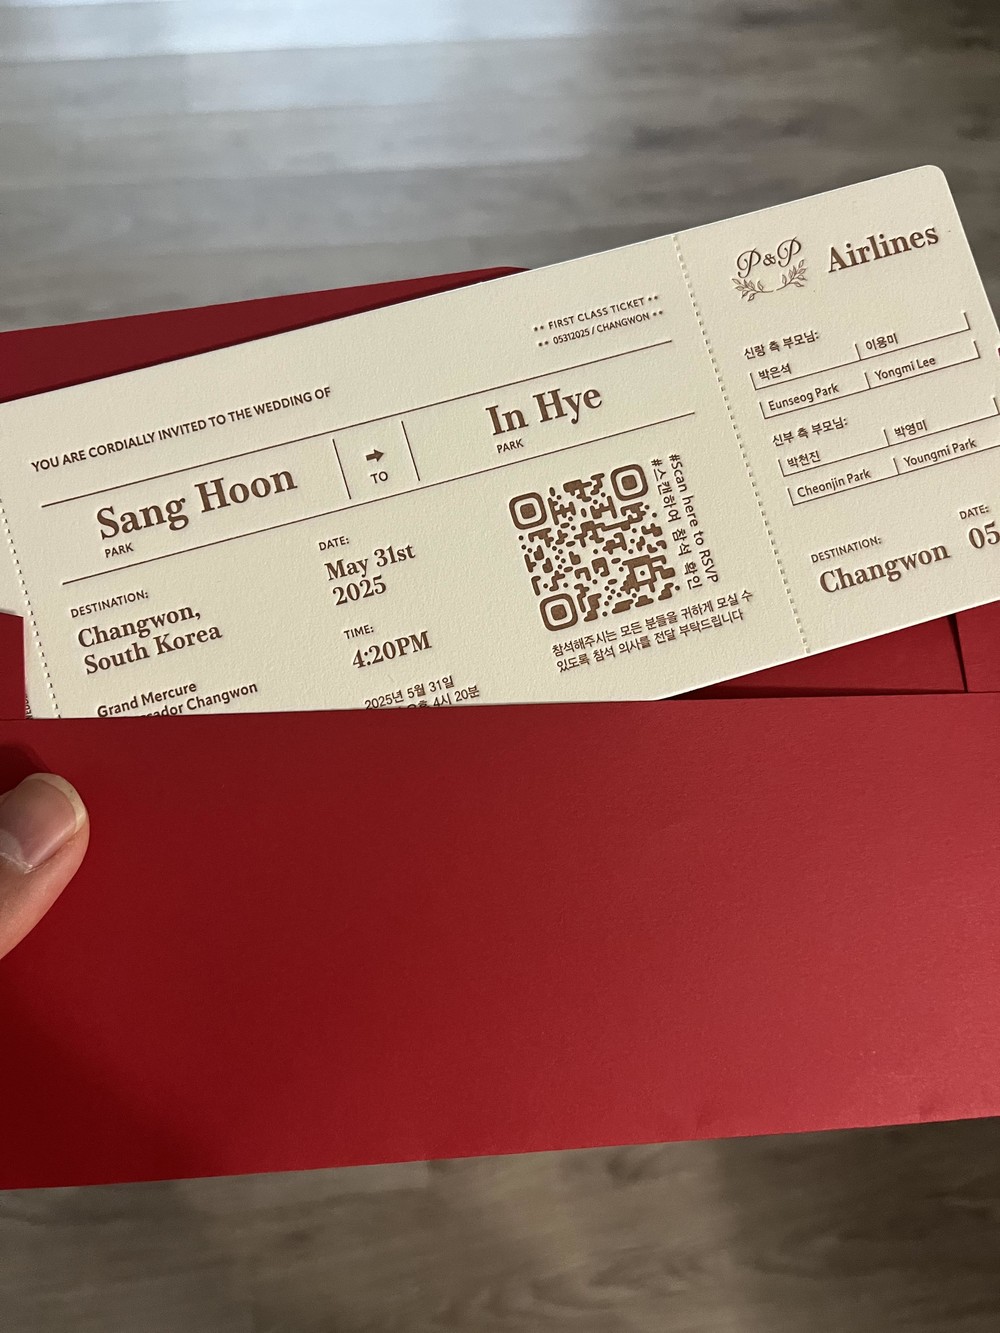 YOU ARE CORDIALLY INVITED TO THE WEDDING OF
•• FIRST CLASS TICKET ••
•• 05312025 / CHANGWON ••
Sang Hoon
PARK
TO
In Hye
PARK
DESTINATION:
Changwon,
South Korea
Grand Mercure
Changwon
DATE:
May 31st
2025
TIME:
4:20PM
2025년 5월 31일
4시 20분
#Scan here to RSVP
#스캔하여 참석 확인
참석해주시는 모든 분들을 귀하게 모실 수
있도록 참석 의사를 전달 부탁드립니다
P&P Airlines
신랑 측 부모님:
박은석 이용미
Eunseog Park Yongmi Lee
신부 측 부모님:
박천진 박영미
Cheonjin Park Youngmi Park
DESTINATION:
Changwon
DATE:
05